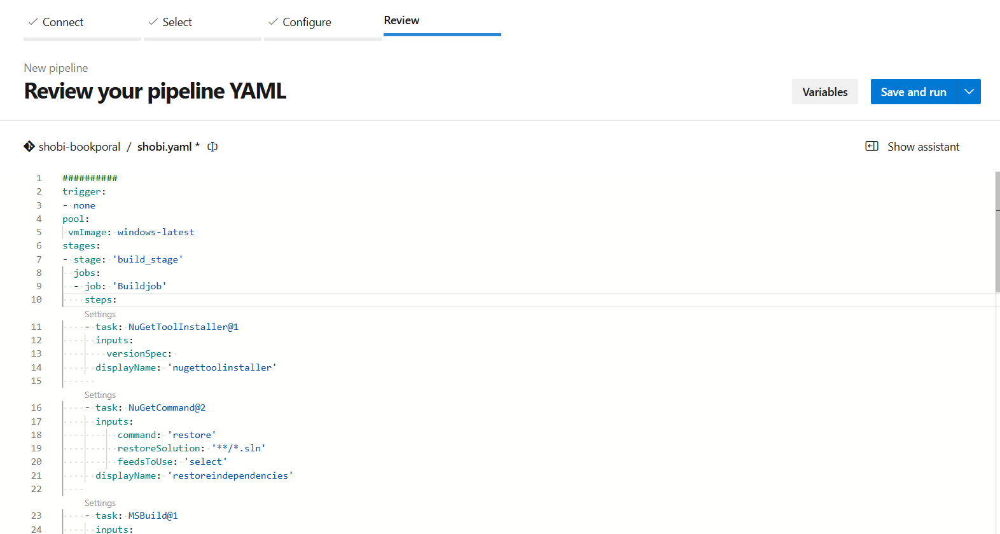 Connect Select Configure Review
New pipeline
Review your pipeline YAML
Variables Save and run
shobi-bookporal / shobi.yaml *
Show assistant
1 ##########
2 trigger:
3 - none
4 pool:
5 vmImage: windows-latest
6 stages:
7 - stage: 'build_stage'
8 jobs:
9 - job: 'Buildjob'
10 steps:
Settings
11 - task: NuGetToolInstaller@1
12 inputs:
13 versionSpec:
14 displayName: 'nugettoolinstaller'
15
Settings
16 - task: NuGetCommand@2
17 inputs:
18 command: 'restore'
19 restoreSolution: '**/*.sln'
20 feedsToUse: 'select'
21 displayName: 'restoreindependencies'
22
Settings
23 - task: MSBuild@1
24 inputs: